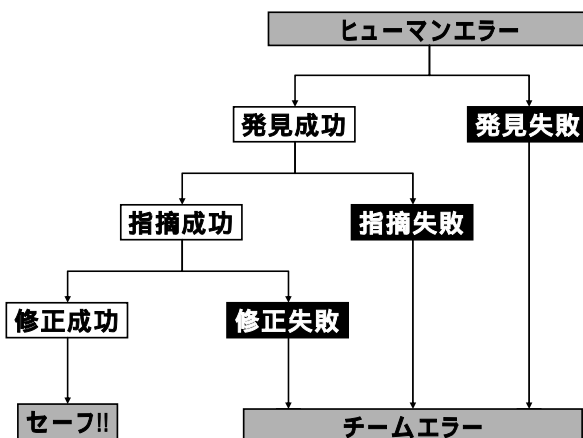 ヒューマンエラー
発見成功
発見失敗
指摘成功
指摘失敗
修正成功
修正失敗
セーフ!!
チームエラー